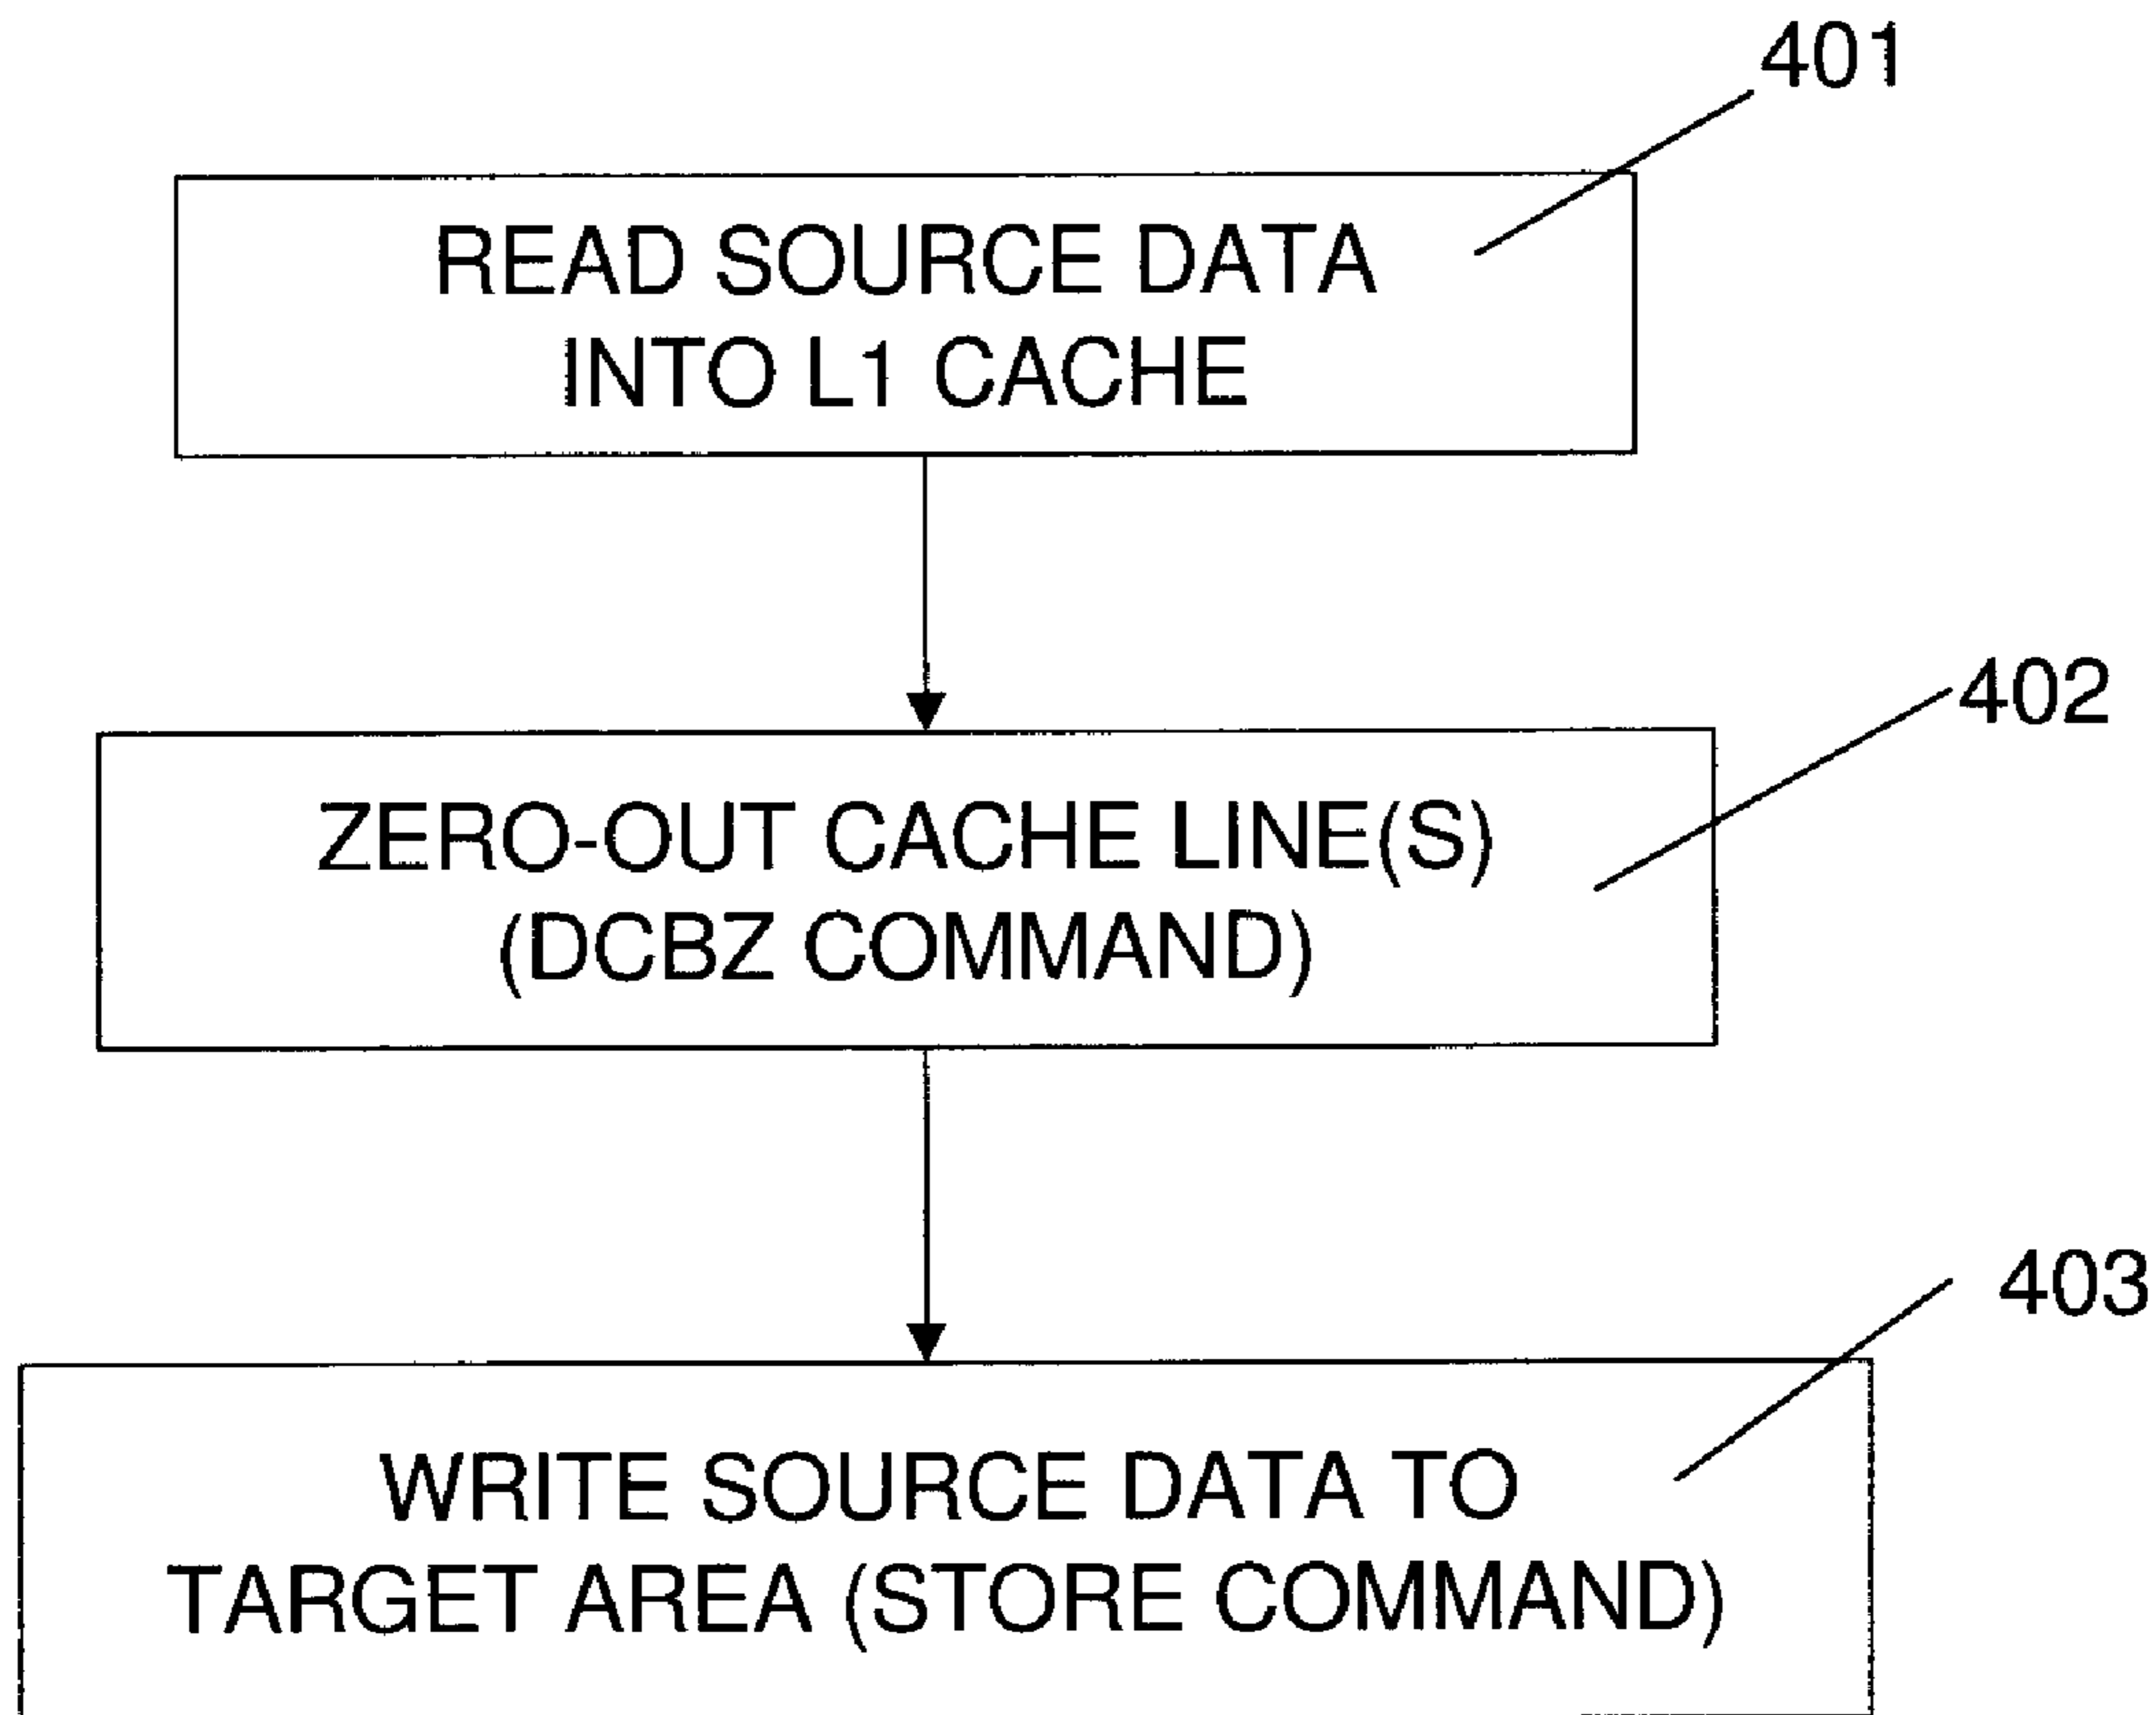 401
READ SOURCE DATA
INTO L1 CACHE
402
ZERO-OUT CACHE LINE(S)
(DCBZ COMMAND)
403
WRITE SOURCE DATA TO
TARGET AREA (STORE COMMAND)